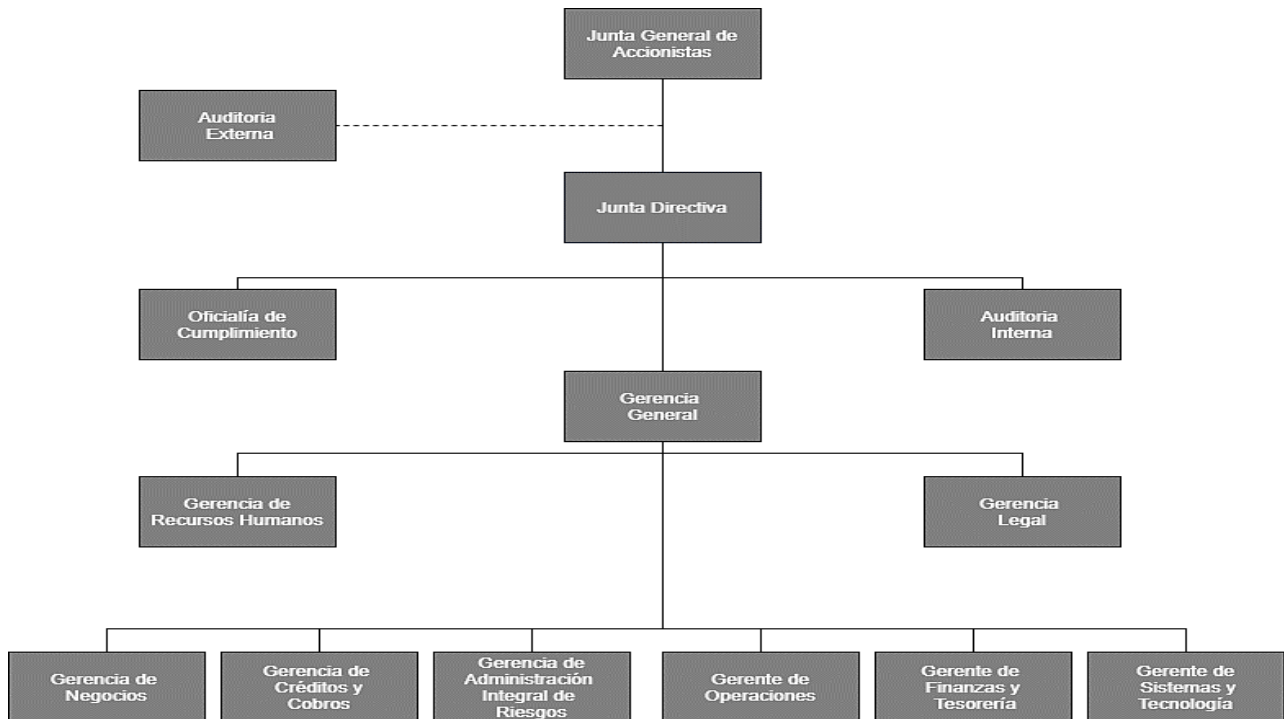 Junta General de
Accionistas
Auditoria
Externa
Junta Directiva
Oficialía de
Cumplimiento
Auditoria
Interna
Gerencia
General
Gerencia de
Recursos Humanos
Gerencia
Legal
Gerencia de
Negocios
Gerencia de
Créditos y
Cobros
Gerencia de
Administración
Integral de
Riesgos
Gerente de
Operaciones
Gerente de
Finanzas y
Tesorería
Gerente de
Sistemas y
Tecnología